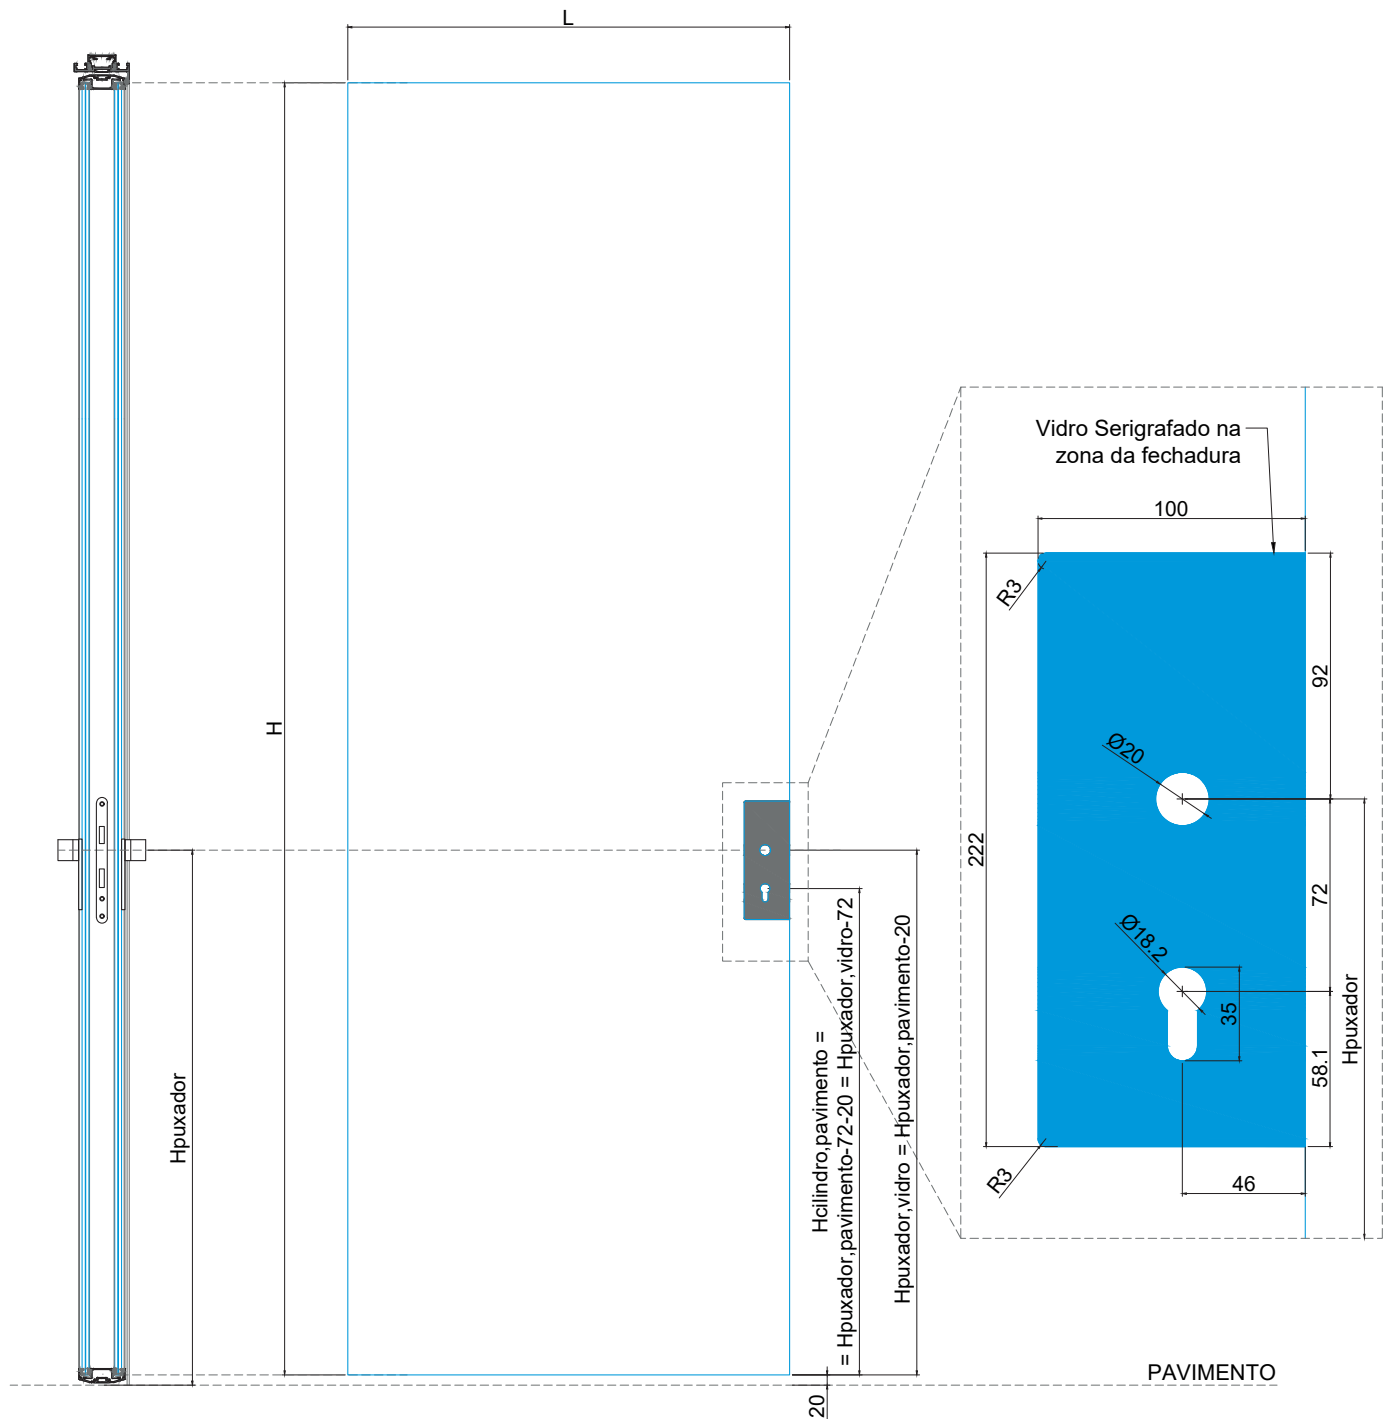 L
H
Hpuxador
Hcilindro,pavimento =
= Hpuxador,pavimento-72-20 = Hpuxador,vidro-72
Hpuxador,vidro = Hpuxador,pavimento-20
20
PAVIMENTO
Vidro Serigrafado na
zona da fechadura
100
R3
92
Ø20
222
72
Ø18.2
35
Hpuxador
58.1
R3
46